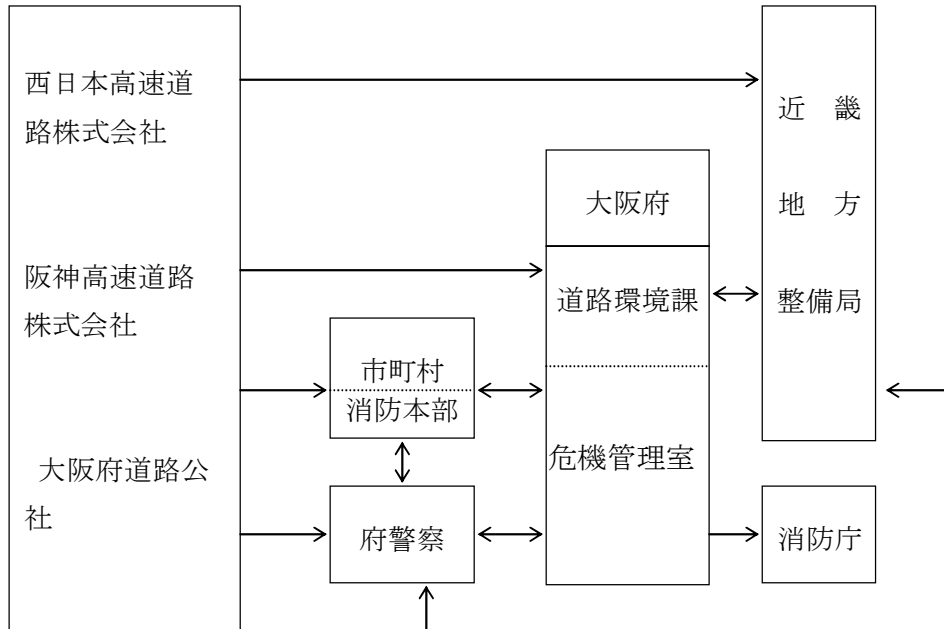 西日本高速道
路株式会社
阪神高速道路
株式会社
大阪府道路公
社
市町村
消防本部
府警察
大阪府
道路環境課
危機管理室
近　畿
地　方
整備局
消防庁